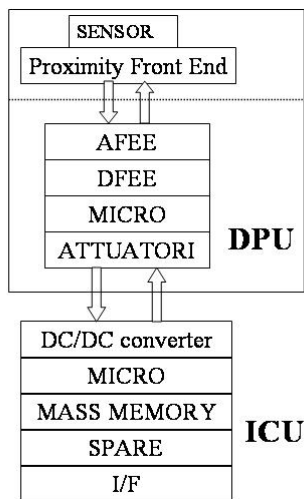 SENSOR
Proximity Front End
AFEE
DFEE
MICRO
ATTUATORI
DPU
DC/DC converter
MICRO
MASS MEMORY
SPARE
I/F
ICU